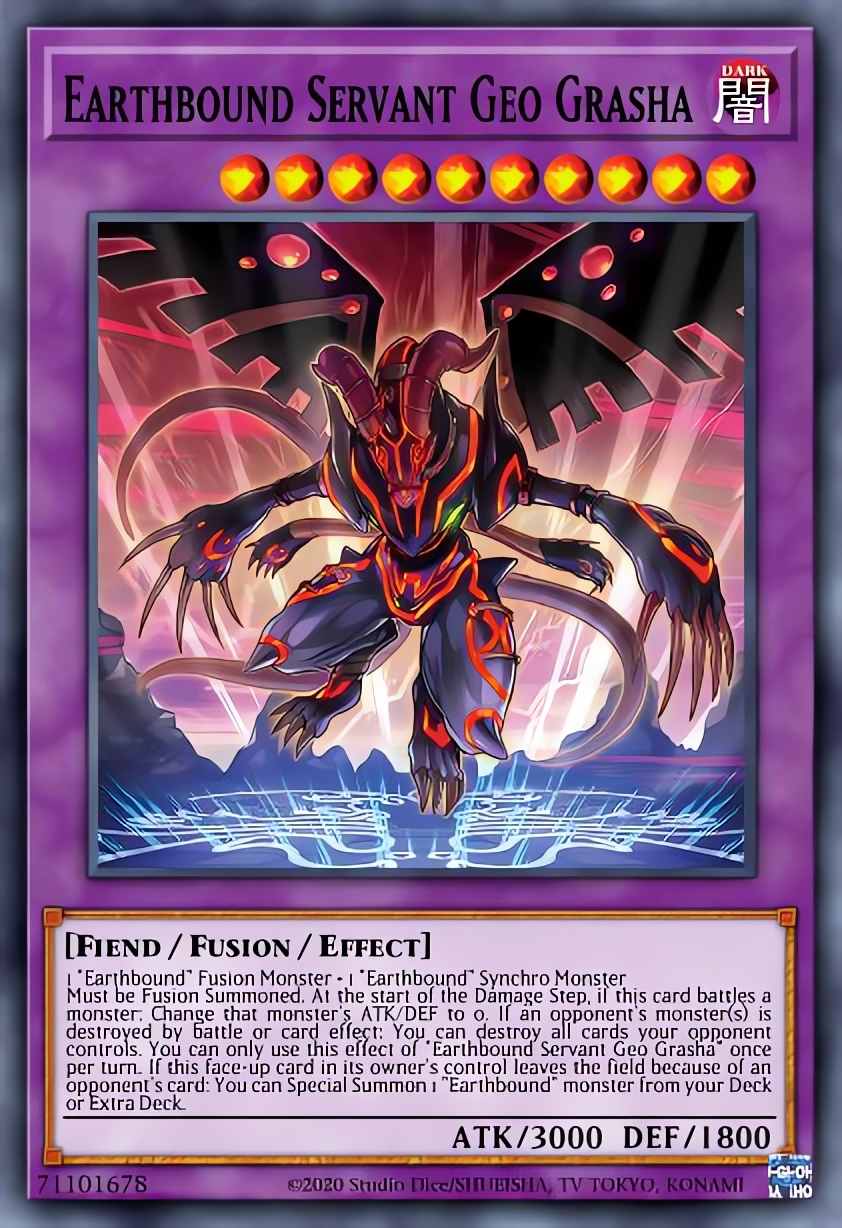 EARTHBOUND SERVANT GEO GRASHA
DARK
闇
[FIEND / FUSION / EFFECT]
1 "Earthbound" Fusion Monster + 1 "Earthbound" Synchro Monster
Must be Fusion Summoned. At the start of the Damage Step, if this card battles a
monster: Change that monster's ATK/DEF to 0. If an opponent's monster(s) is
destroyed by battle or card effect: You can destroy all cards your opponent
controls. You can only use this effect of "Earthbound Servant Geo Grasha" once
per turn. If this face-up card in its owner's control leaves the field because of an
opponent's card: You can Special Summon 1 "Earthbound" monster from your Deck
or Extra Deck.
ATK/3000 DEF/1800
71101678
©2020 Studio Dice/SHUEISHA, TV TOKYO, KONAMI